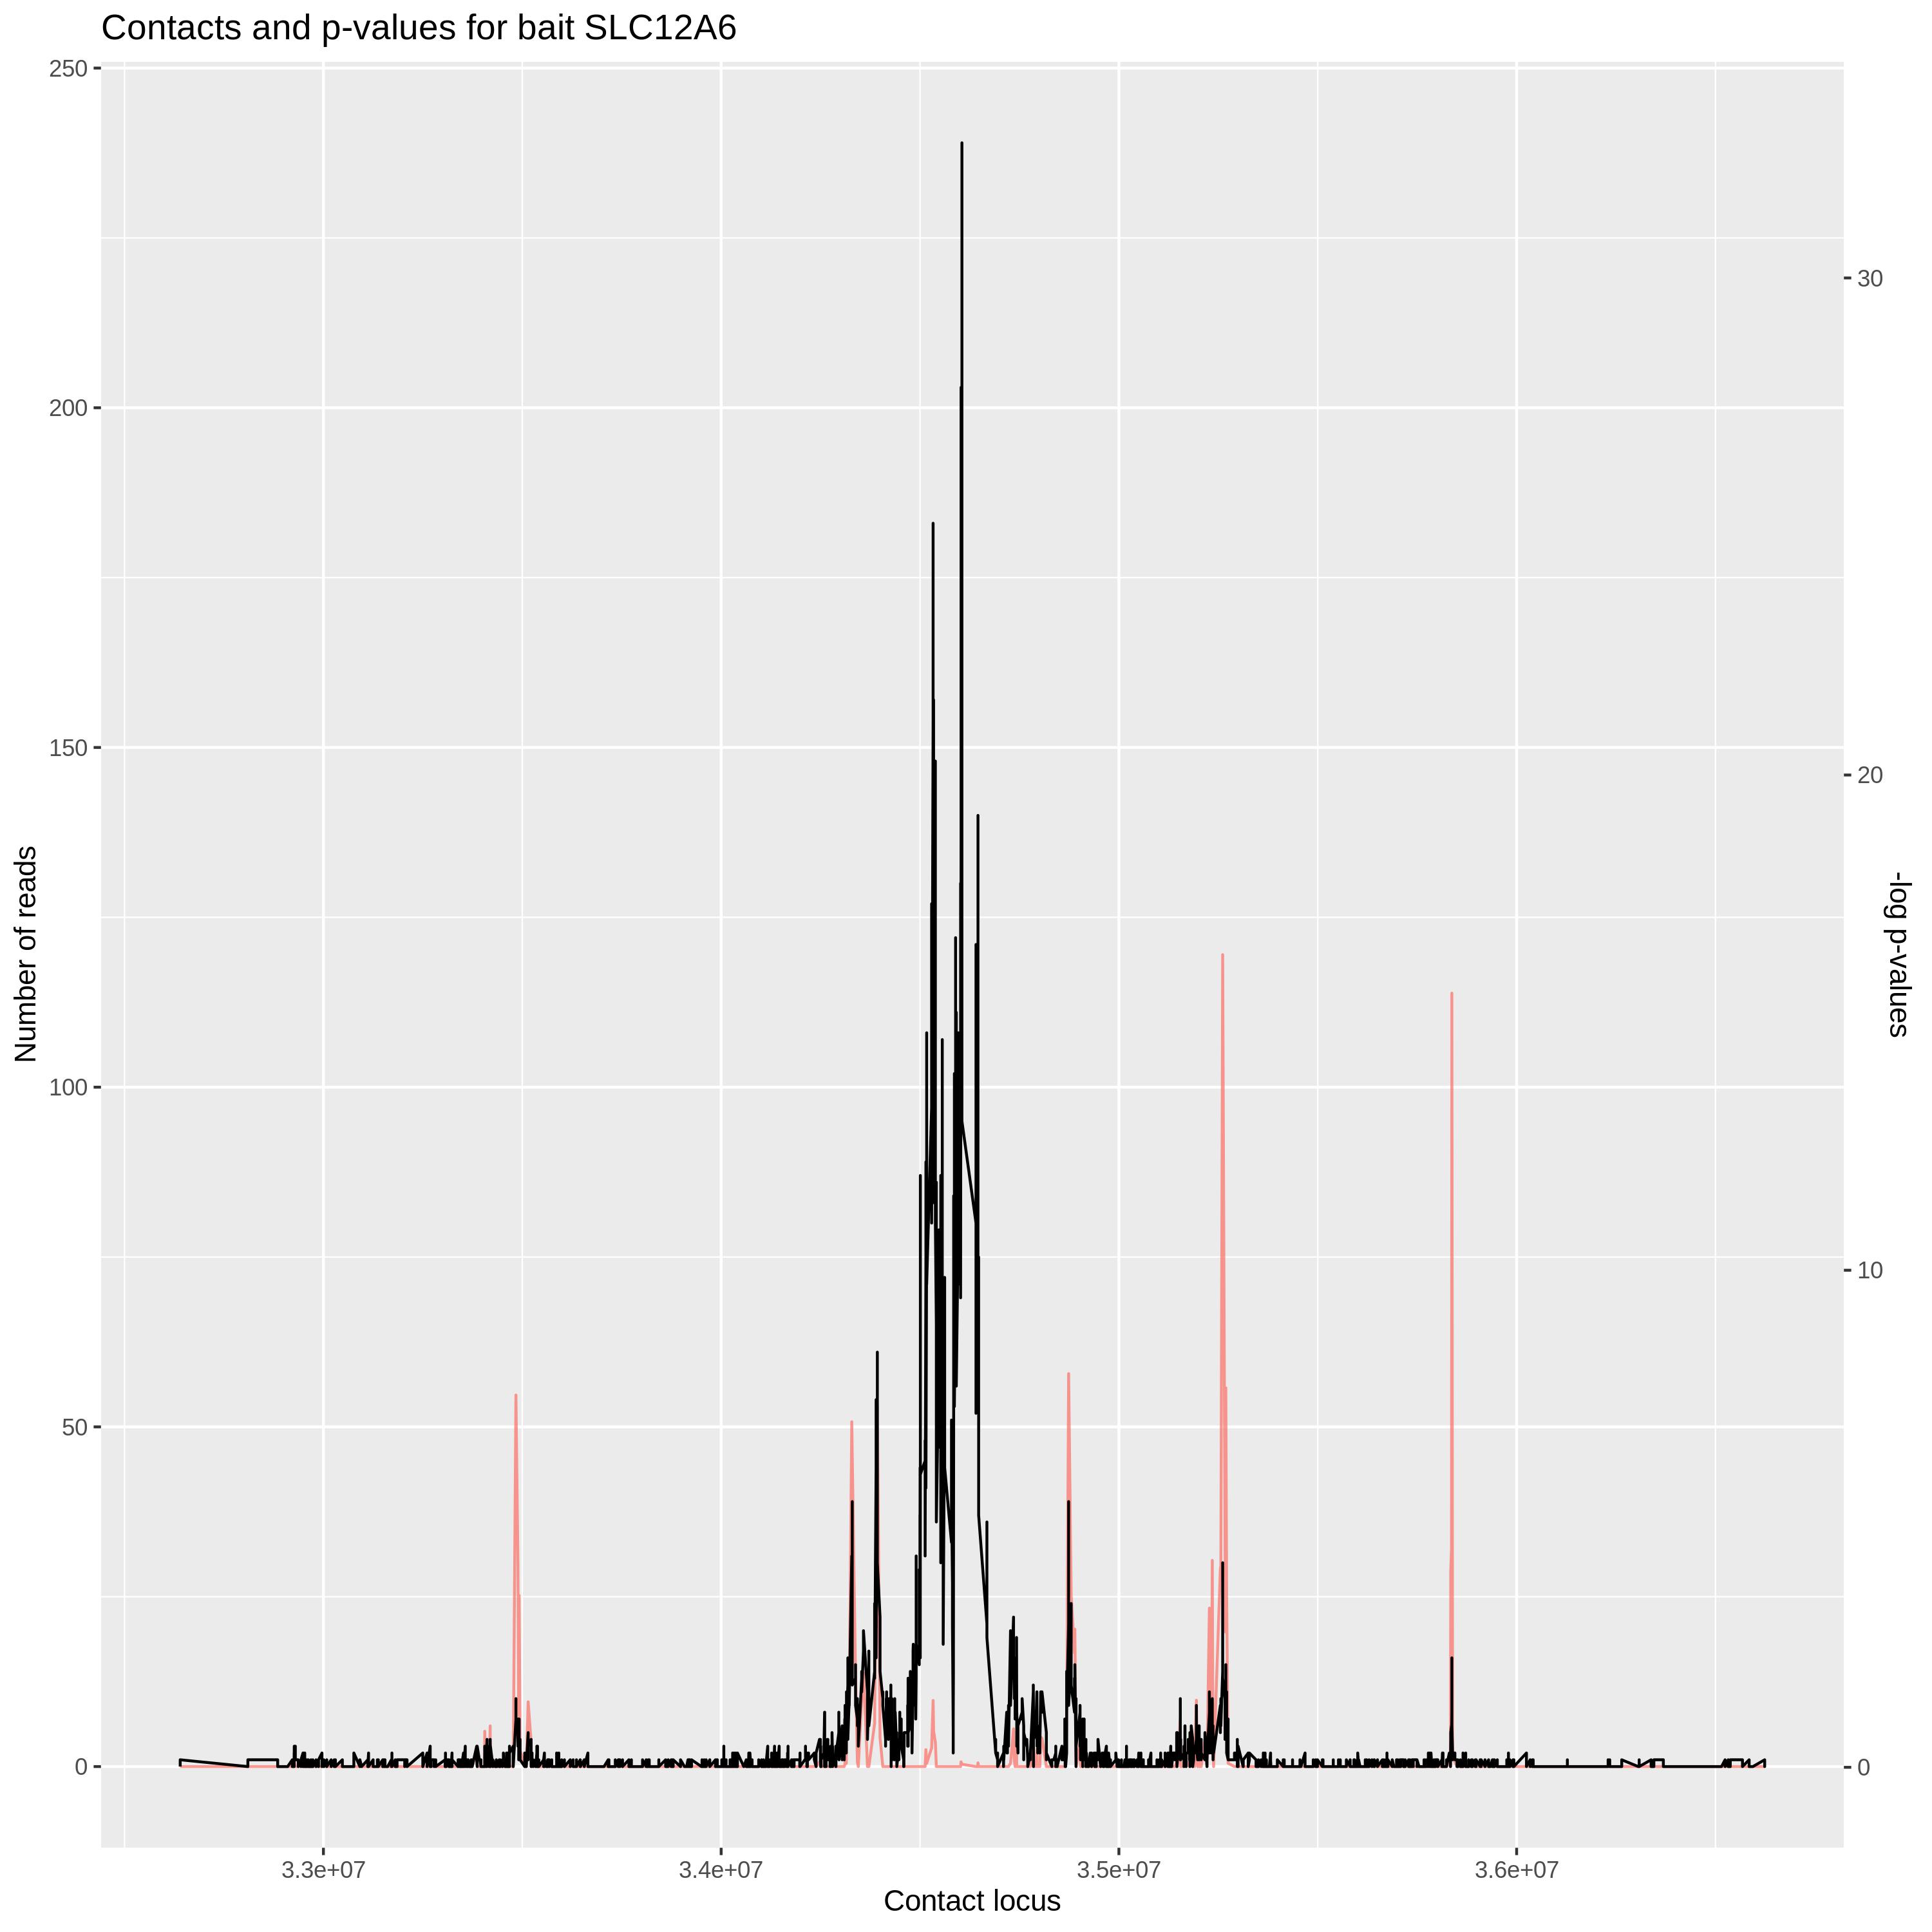 Contacts and p-values for bait SLC12A6
250
200
150
100
50
0
Number of reads
30
20
10
0
-log p-values
3.3e+07
3.4e+07
3.5e+07
3.6e+07
Contact locus